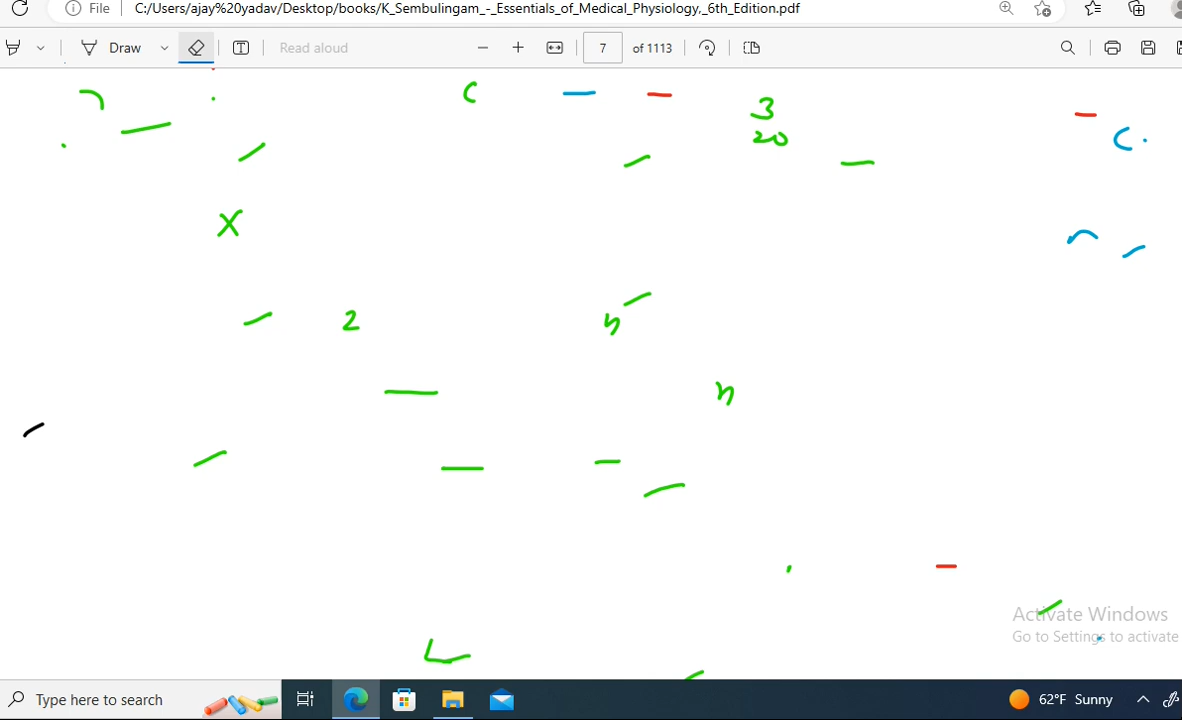 File C:/Users/ajay%20yadav/Desktop/books/K_Sembulingam_-_Essentials_of_Medical_Physiology,_6th_Edition.pdf
Draw Read aloud 7 of 1113
3
20
X
2
n
Activate Windows
Go to Settings to activate
Type here to search 62°F Sunny